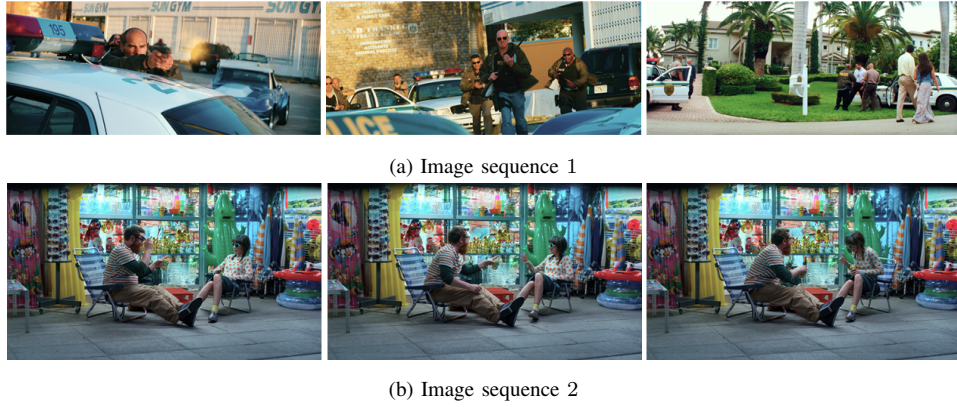 195
SUN GYM
SUN GYM
LICE
(a) Image sequence 1
(b) Image sequence 2